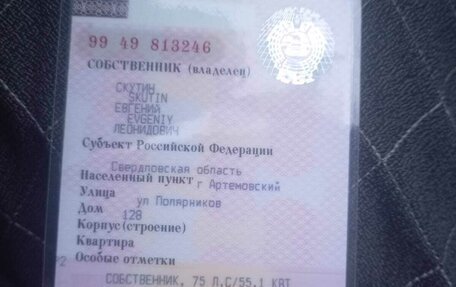 99 49 813246
СОБСТВЕННИК (владелец)
СКУТИН
SKUTIN
ЕВГЕНИЙ
EVGENIY
ЛЕОНИДОВИЧ
Субъект Российской Федерации
Свердловская область
Населенный пункт г Артемовский
Улица
ул Полярников
Дом 128
Корпус (строение)
Квартира
Особые отметки
СОБСТВЕННИК, 75 Л.С/55.1 КВТ